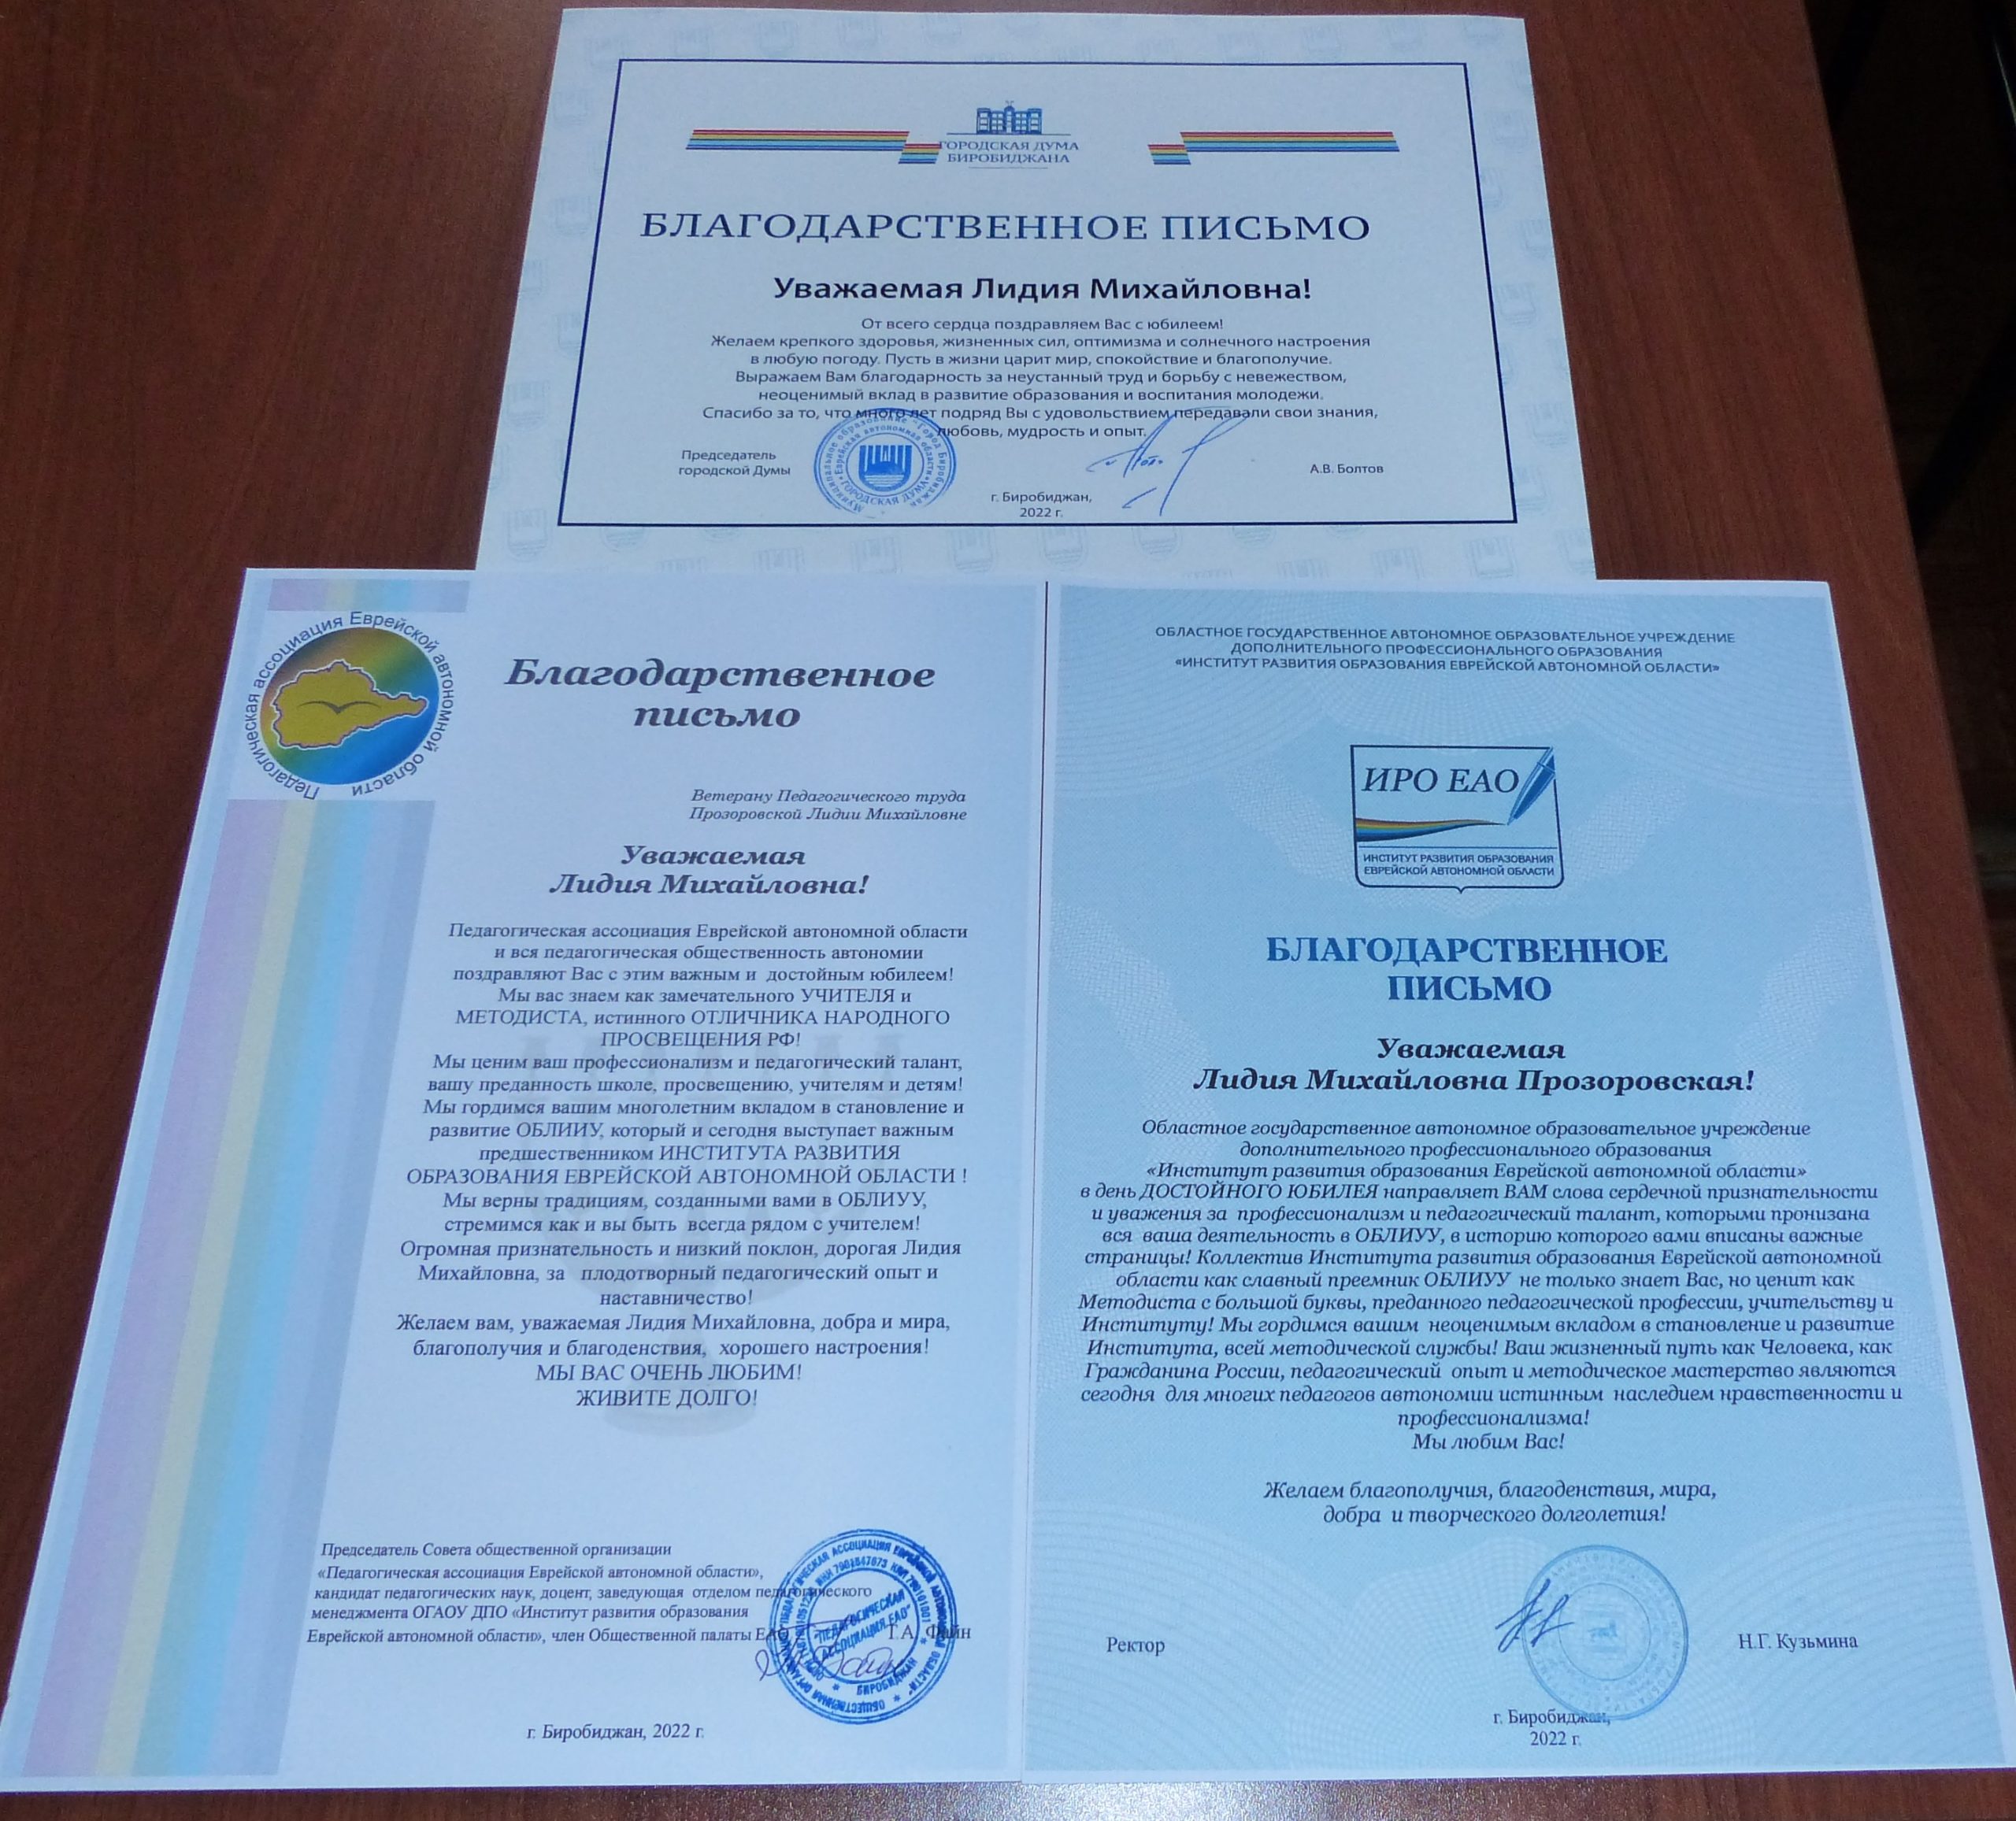 ГОРОДСКАЯ ДУМА
БИРОБИДЖАНА
БЛАГОДАРСТВЕННОЕ ПИСЬМО
Уважаемая Лидия Михайловна!
От всего сердца поздравляем Вас с юбилеем!
Желаем крепкого здоровья, жизненных сил, оптимизма и солнечного настроения
в любую погоду. Пусть в жизни царит мир, спокойствие и благополучие.
Выражаем Вам благодарность за неустанный труд и борьбу с невежеством,
неоценимый вклад в развитие образования и воспитания молодежи.
Спасибо за то, что много лет подряд Вы с удовольствием передавали свои знания,
любовь, мудрость и опыт.
Председатель
городской Думы
А.В. Болтов
г. Биробиджан,
2022 г.
Муниципальное образование "Город Биробиджан"
Еврейская автономная область
ГОРОДСКАЯ ДУМА
Педагогическая ассоциация Еврейской автономной области
Благодарственное
письмо
Ветерану Педагогического труда
Прозоровской Лидии Михайловне
Уважаемая
Лидия Михайловна!
Педагогическая ассоциация Еврейской автономной области
и вся педагогическая общественность автономии
поздравляют Вас с этим важным и достойным юбилеем!
Мы вас знаем как замечательного УЧИТЕЛЯ и
МЕТОДИСТА, истинного ОТЛИЧНИКА НАРОДНОГО
ПРОСВЕЩЕНИЯ РФ!
Мы ценим ваш профессионализм и педагогический талант,
вашу преданность школе, просвещению, учителям и детям!
Мы гордимся вашим многолетним вкладом в становление и
развитие ОБЛИИУ, который и сегодня выступает важным
предшественником ИНСТИТУТА РАЗВИТИЯ
ОБРАЗОВАНИЯ ЕВРЕЙСКОЙ АВТОНОМНОЙ ОБЛАСТИ !
Мы верны традициям, созданными вами в ОБЛИУУ,
стремимся как и вы быть всегда рядом с учителем!
Огромная признательность и низкий поклон, дорогая Лидия
Михайловна, за плодотворный педагогический опыт и
наставничество!
Желаем вам, уважаемая Лидия Михайловна, добра и мира,
благополучия и благоденствия, хорошего настроения!
МЫ ВАС ОЧЕНЬ ЛЮБИМ!
ЖИВИТЕ ДОЛГО!
Председатель Совета общественной организации
«Педагогическая ассоциация Еврейской автономной области»,
кандидат педагогических наук, доцент, заведующая отделом педагогического
менеджмента ОГАОУ ДПО «Институт развития образования
Еврейской автономной области», член Общественной палаты ЕАО Г.А. Файн
"ПЕДАГОГИЧЕСКАЯ
АССОЦИАЦИЯ ЕАО"
БИРОБИДЖАН
г. Биробиджан, 2022 г.
ОБЛАСТНОЕ ГОСУДАРСТВЕННОЕ АВТОНОМНОЕ ОБРАЗОВАТЕЛЬНОЕ УЧРЕЖДЕНИЕ
ДОПОЛНИТЕЛЬНОГО ПРОФЕССИОНАЛЬНОГО ОБРАЗОВАНИЯ
«ИНСТИТУТ РАЗВИТИЯ ОБРАЗОВАНИЯ ЕВРЕЙСКОЙ АВТОНОМНОЙ ОБЛАСТИ»
ИРО ЕАО
ИНСТИТУТ РАЗВИТИЯ ОБРАЗОВАНИЯ
ЕВРЕЙСКОЙ АВТОНОМНОЙ ОБЛАСТИ
БЛАГОДАРСТВЕННОЕ
ПИСЬМО
Уважаемая
Лидия Михайловна Прозоровская!
Областное государственное автономное образовательное учреждение
дополнительного профессионального образования
«Институт развития образования Еврейской автономной области»
в день ДОСТОЙНОГО ЮБИЛЕЯ направляет ВАМ слова сердечной признательности
и уважения за профессионализм и педагогический талант, которыми пронизана
вся ваша деятельность в ОБЛИУУ, в историю которого вами вписаны важные
страницы! Коллектив Института развития образования Еврейской автономной
области как славный преемник ОБЛИУУ не только знает Вас, но ценит как
Методиста с большой буквы, преданного педагогической профессии, учительству и
Институту! Мы гордимся вашим неоценимым вкладом в становление и развитие
Института, всей методической службы! Ваш жизненный путь как Человека, как
Гражданина России, педагогический опыт и методическое мастерство являются
сегодня для многих педагогов автономии истинным наследием нравственности и
профессионализма!
Мы любим Вас!
Желаем благополучия, благоденствия, мира,
добра и творческого долголетия!
Ректор
Н.Г. Кузьмина
г. Биробиджан,
2022 г.